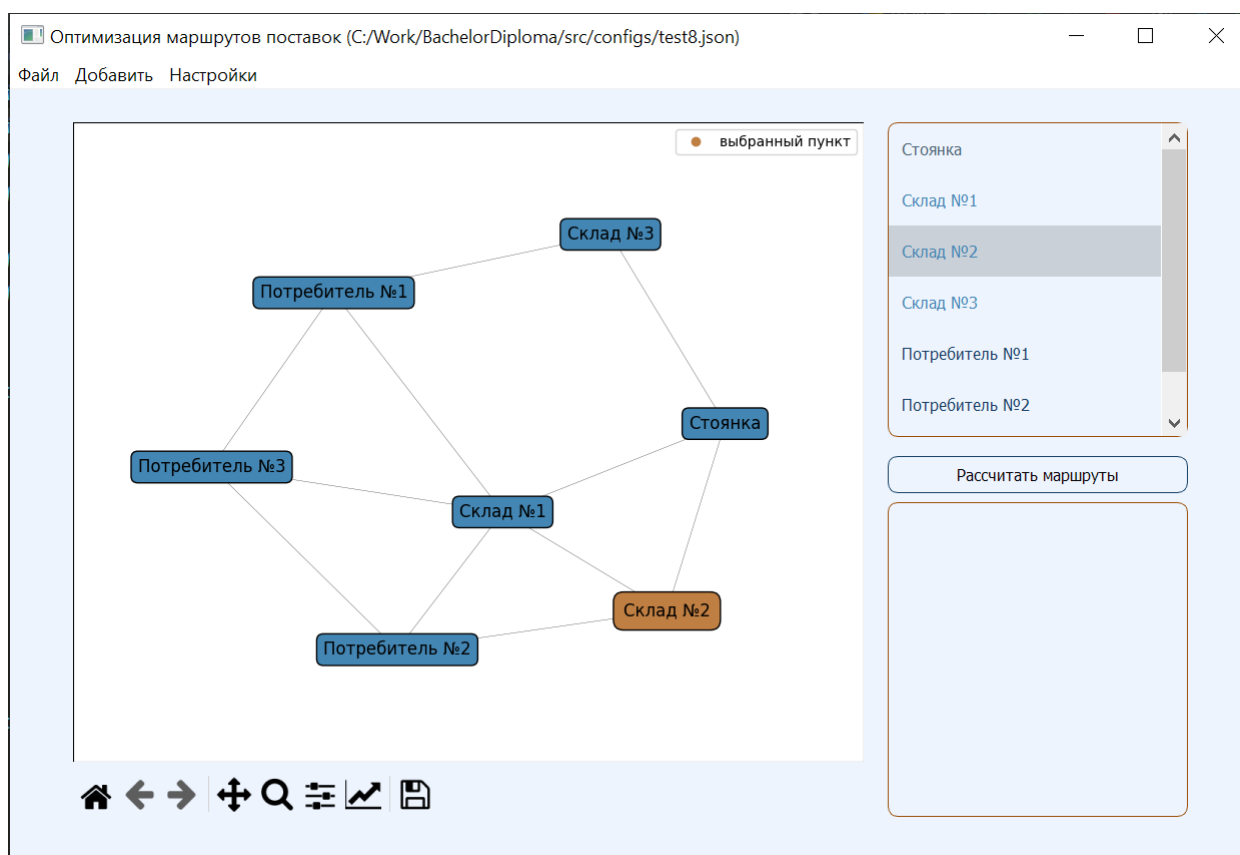 Оптимизация маршрутов поставок (C:/Work/BachelorDiploma/src/configs/test8.json)
Файл Добавить Настройки
выбранный пункт
Склад №3
Потребитель №1
Стоянка
Потребитель №3
Склад №1
Склад №2
Потребитель №2
Стоянка
Склад №1
Склад №2
Склад №3
Потребитель №1
Потребитель №2
Рассчитать маршруты